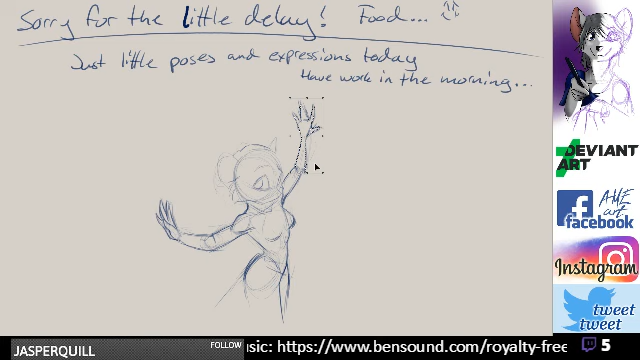 Sorry for the little delay! Food...
Just little poses and expressions today
Have work in the morning...
DEVIANT
ART
AHE
art
facebook
Instagram
tweet
tweet
JASPERQUILL
FOLLOW
usic: https://www.bensound.com/royalty-free
5